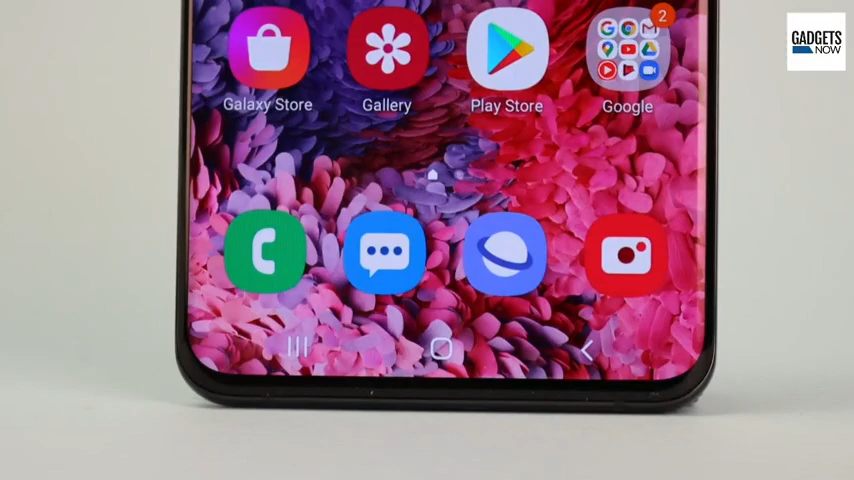 2
GADGETS
NOW
Galaxy Store
Gallery
Play Store
Google